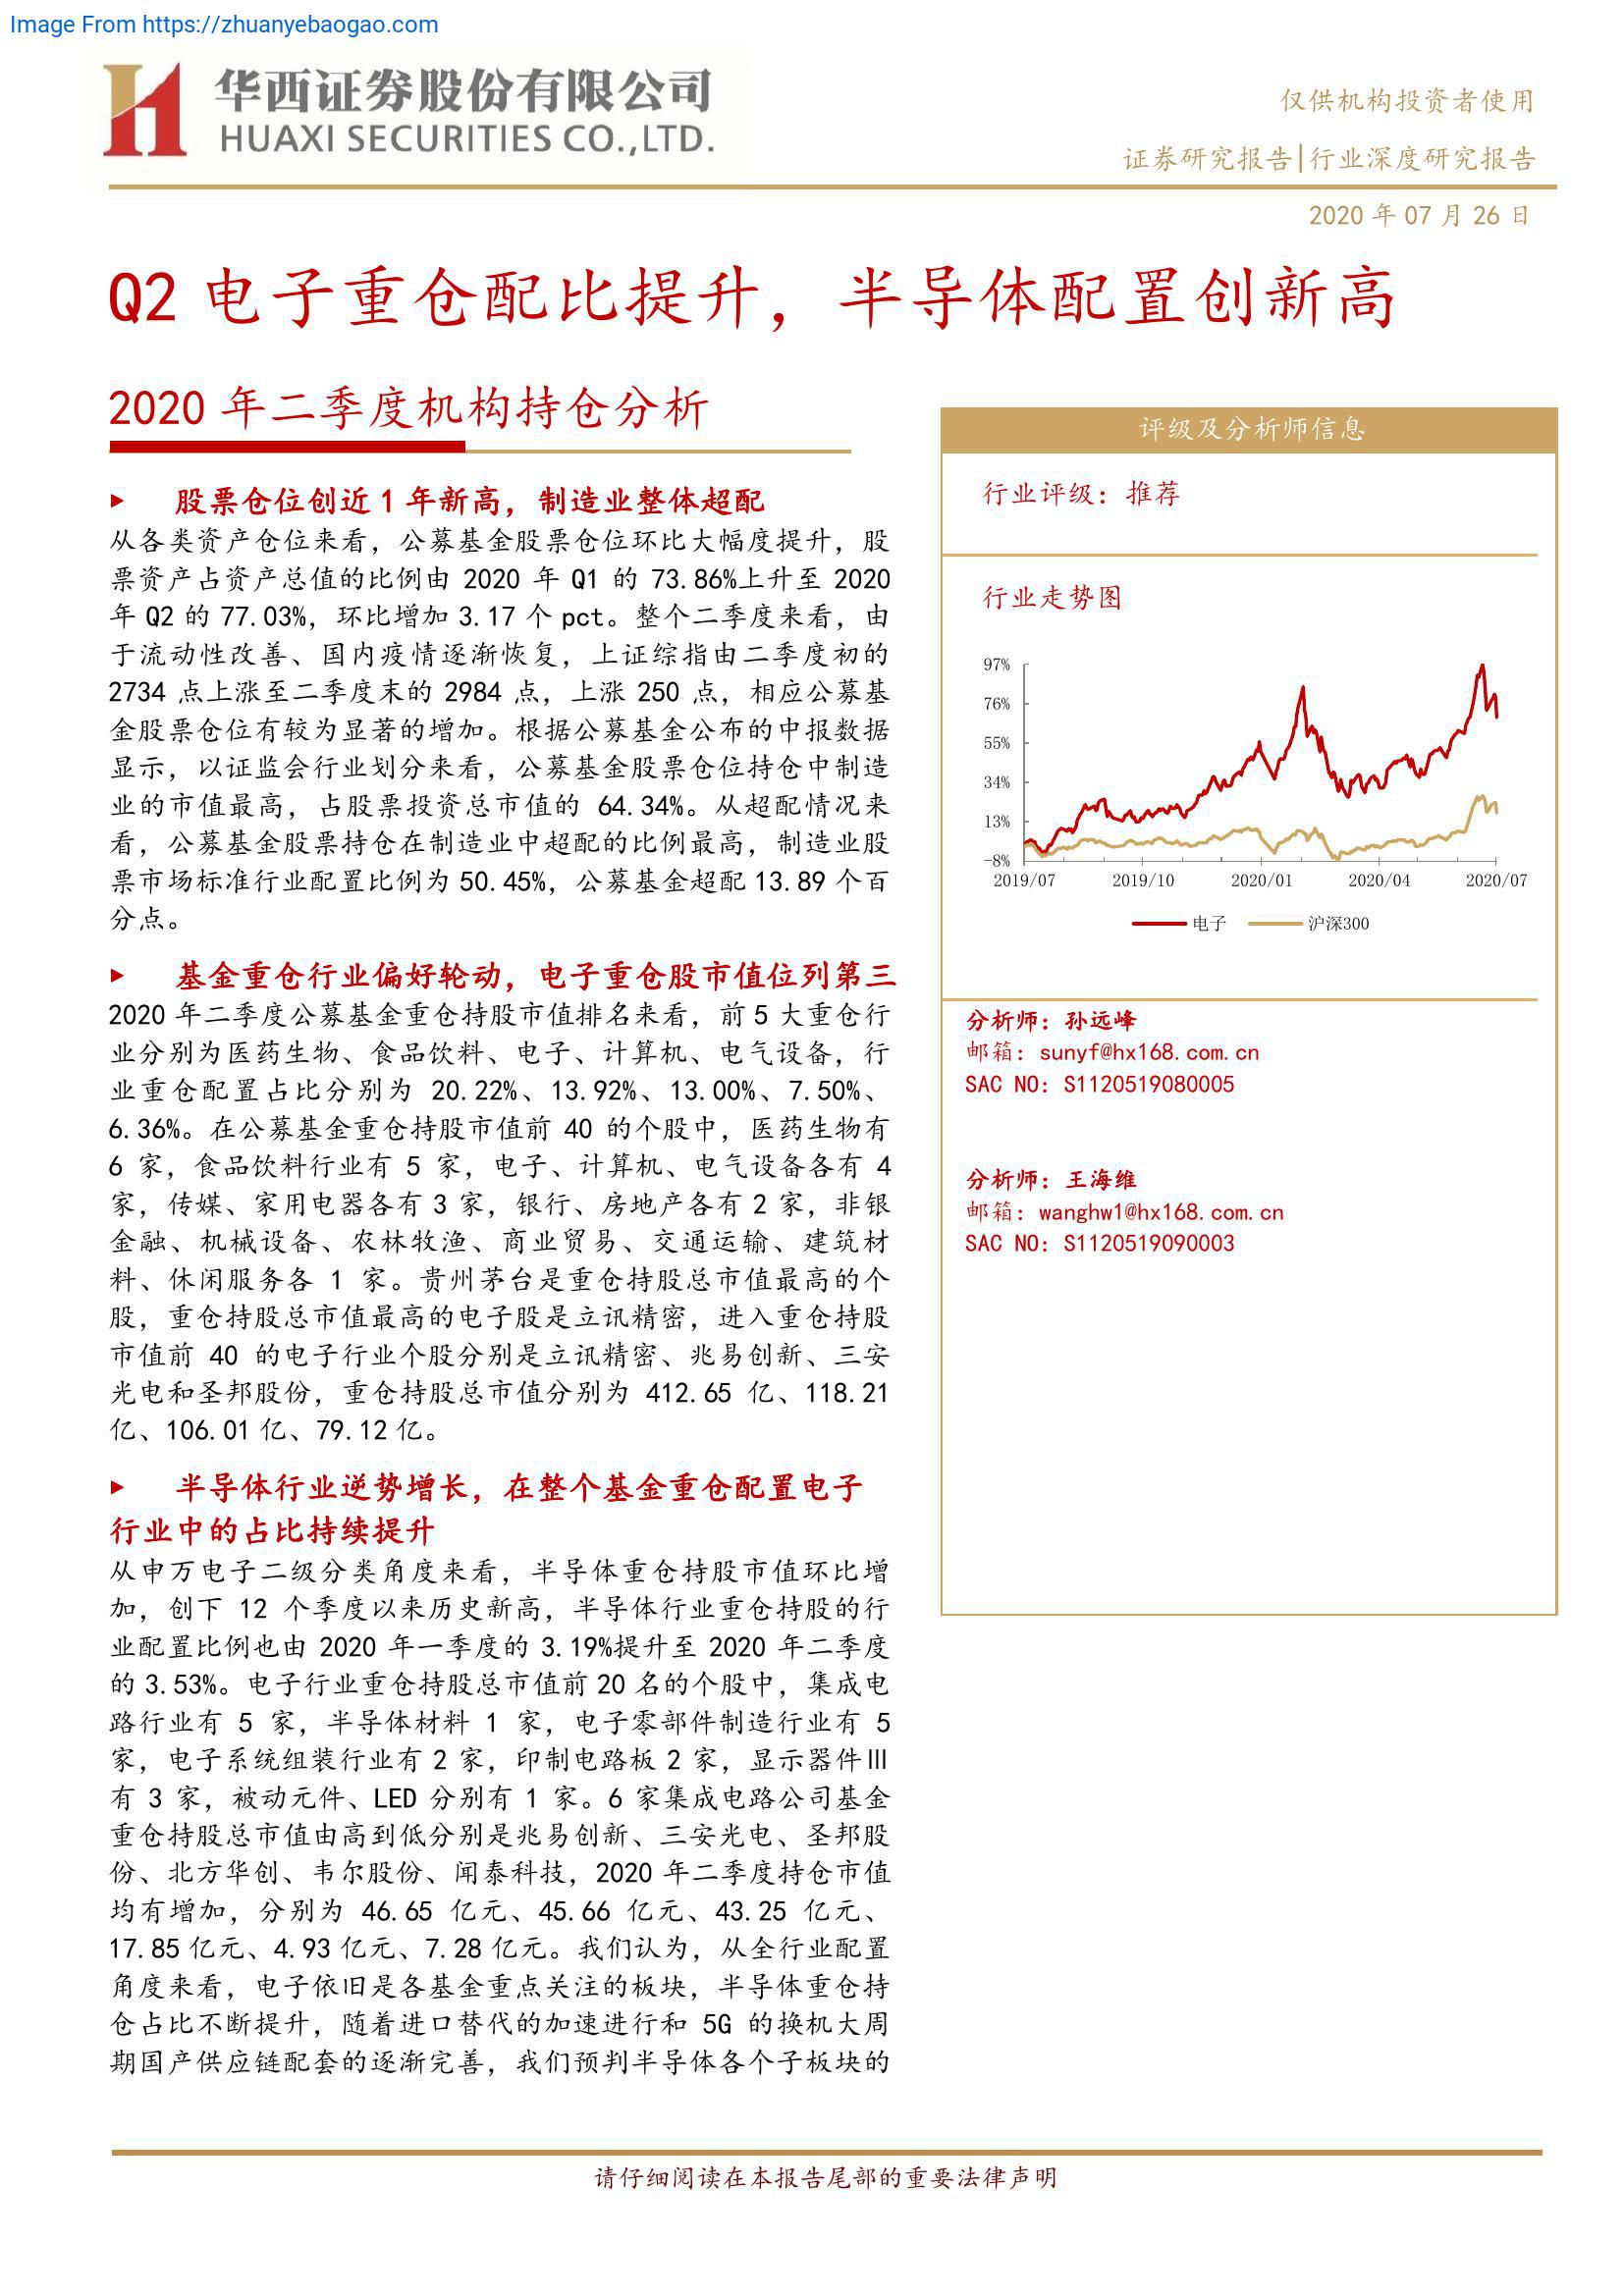 Image From https://zhuanyebaogao.com
华西证券股份有限公司
HUAXI SECURITIES CO.,LTD.
仅供机构投资者使用
证券研究报告|行业深度研究报告
2020 年 07 月 26 日
Q2 电子重仓配比提升，半导体配置创新高
2020 年二季度机构持仓分析
股票仓位创近 1 年新高，制造业整体超配
从各类资产仓位来看，公募基金股票仓位环比大幅度提升，股
票资产占资产总值的比例由 2020 年 Q1 的 73.86%上升至 2020
年 Q2 的 77.03%，环比增加 3.17 个 pct。整个二季度来看，由
于流动性改善、国内疫情逐渐恢复，上证综指由二季度初的
2734 点上涨至二季度末的 2984 点，上涨 250 点，相应公募基
金股票仓位有较为显著的增加。根据公募基金公布的中报数据
显示，以证监会行业划分来看，公募基金股票仓位持仓中制造
业的市值最高，占股票投资总市值的 64.34%。从超配情况来
看，公募基金股票持仓在制造业中超配的比例最高，制造业股
票市场标准行业配置比例为 50.45%，公募基金超配 13.89 个百
分点。
基金重仓行业偏好轮动，电子重仓股市值位列第三
2020 年二季度公募基金重仓持股市值排名来看，前 5 大重仓行
业分别为医药生物、食品饮料、电子、计算机、电气设备，行
业重仓配置占比分别为 20.22%、13.92%、13.00%、7.50%、
6.36%。在公募基金重仓持股市值前 40 的个股中，医药生物有
6 家，食品饮料行业有 5 家，电子、计算机、电气设备各有 4
家，传媒、家用电器各有 3 家，银行、房地产各有 2 家，非银
金融、机械设备、农林牧渔、商业贸易、交通运输、建筑材
料、休闲服务各 1 家。贵州茅台是重仓持股总市值最高的个
股，重仓持股总市值最高的电子股是立讯精密，进入重仓持股
市值前 40 的电子行业个股分别是立讯精密、兆易创新、三安
光电和圣邦股份，重仓持股总市值分别为 412.65 亿、118.21
亿、106.01 亿、79.12 亿。
半导体行业逆势增长，在整个基金重仓配置电子
行业中的占比持续提升
从申万电子二级分类角度来看，半导体重仓持股市值环比增
加，创下 12 个季度以来历史新高，半导体行业重仓持股的行
业配置比例也由 2020 年一季度的 3.19%提升至 2020 年二季度
的 3.53%。电子行业重仓持股总市值前 20 名的个股中，集成电
路行业有 5 家，半导体材料 1 家，电子零部件制造行业有 5
家，电子系统组装行业有 2 家，印制电路板 2 家，显示器件Ⅲ
有 3 家，被动元件、LED 分别有 1 家。6 家集成电路公司基金
重仓持股总市值由高到低分别是兆易创新、三安光电、圣邦股
份、北方华创、韦尔股份、闻泰科技，2020 年二季度持仓市值
均有增加，分别为 46.65 亿元、45.66 亿元、43.25 亿元、
17.85 亿元、4.93 亿元、7.28 亿元。我们认为，从全行业配置
角度来看，电子依旧是各基金重点关注的板块，半导体重仓持
仓占比不断提升，随着进口替代的加速进行和 5G 的换机大周
期国产供应链配套的逐渐完善，我们预判半导体各个子板块的
评级及分析师信息
行业评级：推荐
行业走势图
97%
76%
55%
34%
13%
-8%
2019/07 2019/10 2020/01 2020/04 2020/07
电子 沪深300
分析师：孙远峰
邮箱：sunyf@hx168.com.cn
SAC NO：S1120519080005
分析师：王海维
邮箱：wanghw1@hx168.com.cn
SAC NO：S1120519090003
请仔细阅读在本报告尾部的重要法律声明